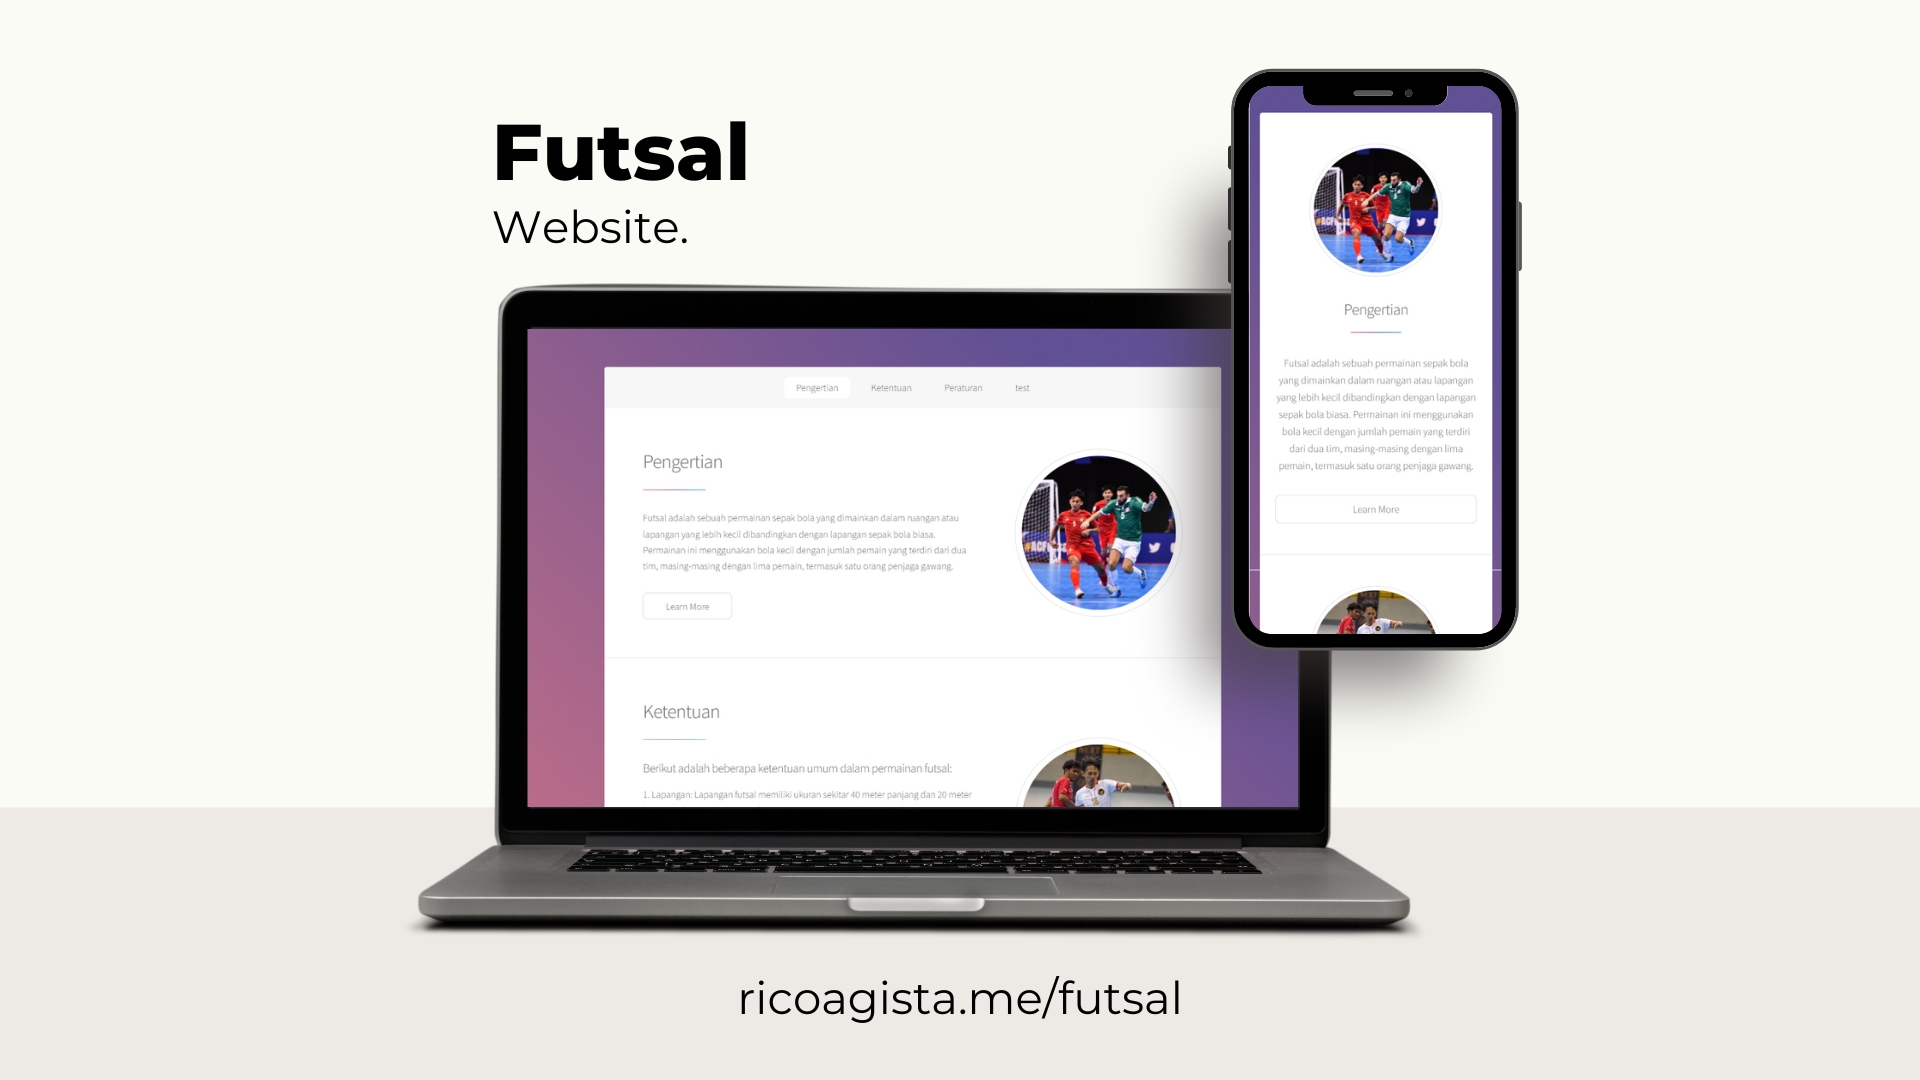 Futsal
Website.
Pengertian Ketentuan Peraturan test
Pengertian
Futsal adalah sebuah permainan sepak bola yang dimainkan dalam ruangan atau
lapangan yang lebih kecil dibandingkan dengan lapangan sepak bola biasa.
Permainan ini menggunakan bola kecil dengan jumlah pemain yang terdiri dari dua
tim, masing-masing dengan lima pemain, termasuk satu orang penjaga gawang.
Learn More
Ketentuan
Berikut adalah beberapa ketentuan umum dalam permainan futsal:
1. Lapangan: Lapangan futsal memiliki ukuran sekitar 40 meter panjang dan 20 meter
Pengertian
Futsal adalah sebuah permainan sepak bola
yang dimainkan dalam ruangan atau lapangan
yang lebih kecil dibandingkan dengan lapangan
sepak bola biasa. Permainan ini menggunakan
bola kecil dengan jumlah pemain yang terdiri
dari dua tim, masing-masing dengan lima
pemain, termasuk satu orang penjaga gawang.
Learn More
ricoagista.me/futsal